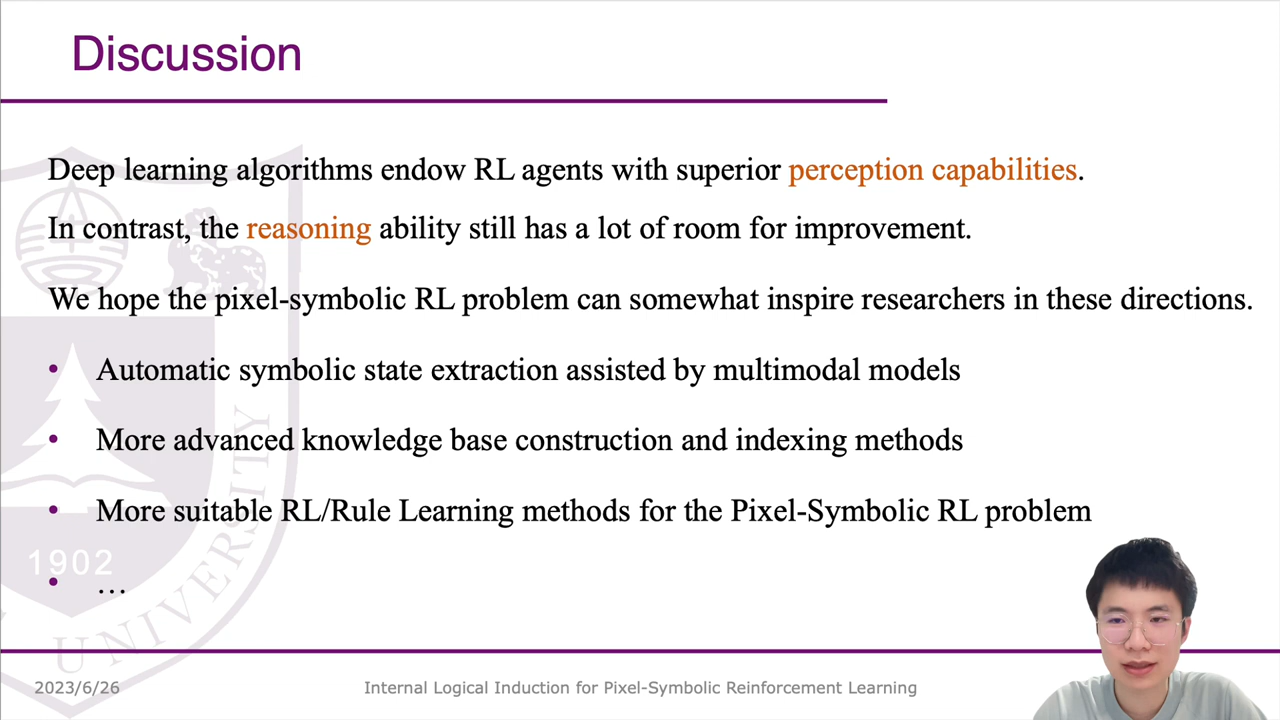 Discussion
Deep learning algorithms endow RL agents with superior perception capabilities.
In contrast, the reasoning ability still has a lot of room for improvement.
We hope the pixel-symbolic RL problem can somewhat inspire researchers in these directions.
• Automatic symbolic state extraction assisted by multimodal models
• More advanced knowledge base construction and indexing methods
• More suitable RL/Rule Learning methods for the Pixel-Symbolic RL problem
1902
• …
UNIVERSITY
2023/6/26
Internal Logical Induction for Pixel-Symbolic Reinforcement Learning